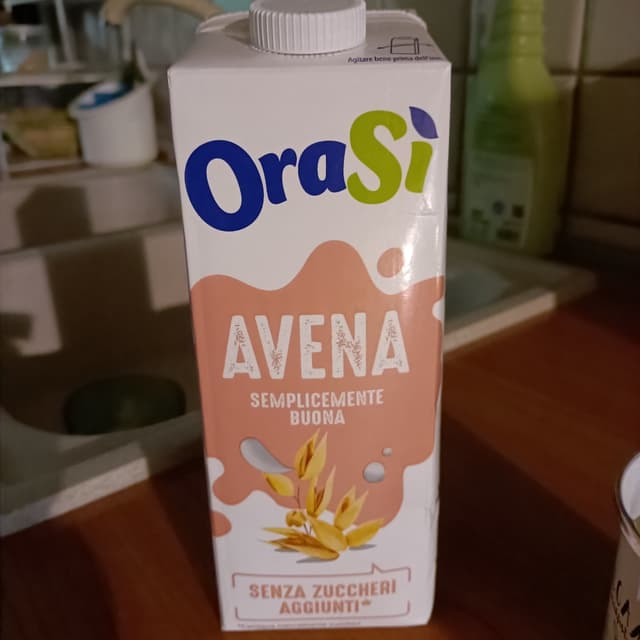 Agitare bene prima dell'uso
OraSì
AVENA
SEMPLICEMENTE
BUONA
SENZA ZUCCHERI
AGGIUNTI*